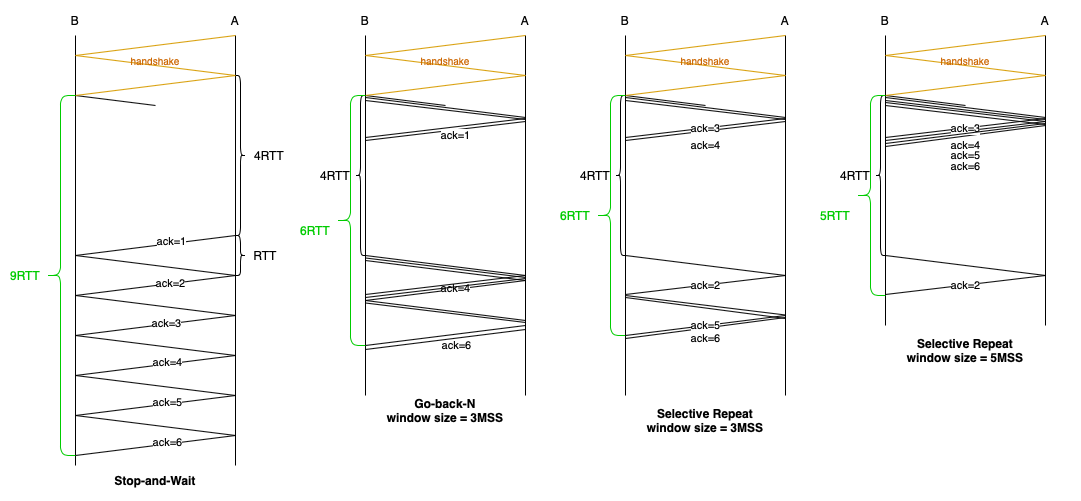 B A
handshake
4RTT
ack=1
RTT
9RTT
ack=2
ack=3
ack=4
ack=5
ack=6
Stop-and-Wait
B A
handshake
ack=1
4RTT
6RTT
ack=4
ack=6
Go-back-N
window size = 3MSS
B A
handshake
ack=3
ack=4
4RTT
6RTT
ack=2
ack=5
ack=6
Selective Repeat
window size = 3MSS
B A
handshake
ack=3
ack=4
ack=5
ack=6
4RTT
5RTT
ack=2
Selective Repeat
window size = 5MSS